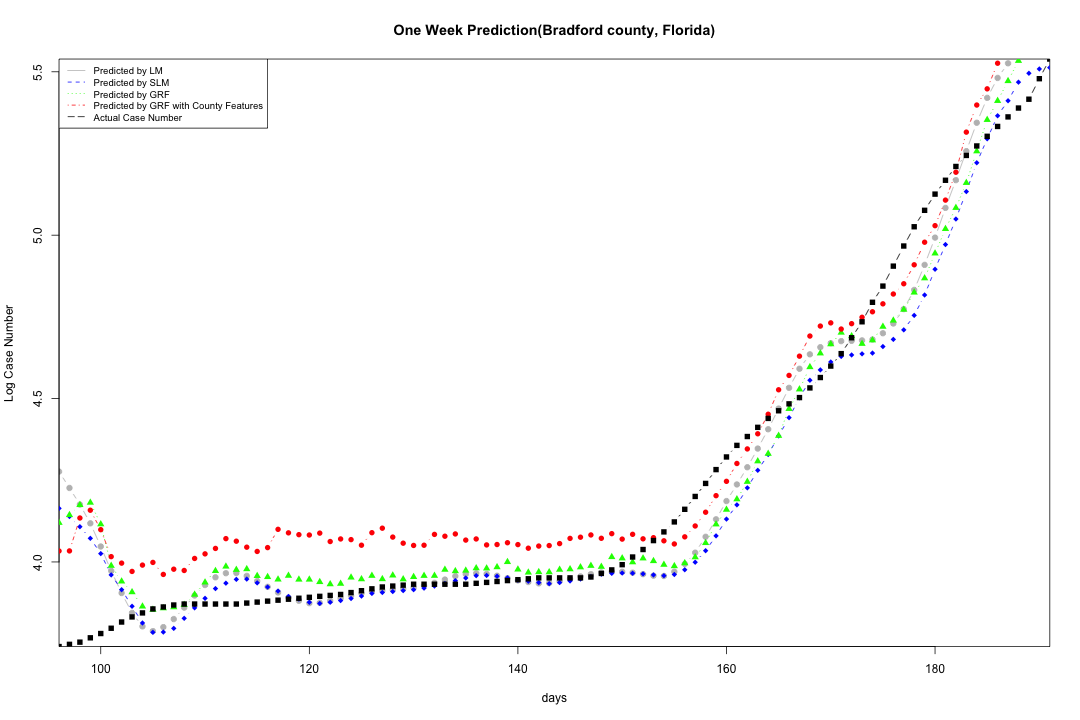 One Week Prediction(Bradford county, Florida)
Predicted by LM
Predicted by SLM
Predicted by GRF
Predicted by GRF with County Features
Actual Case Number
5.5
5.0
4.5
4.0
Log Case Number
100 120 140 160 180
days